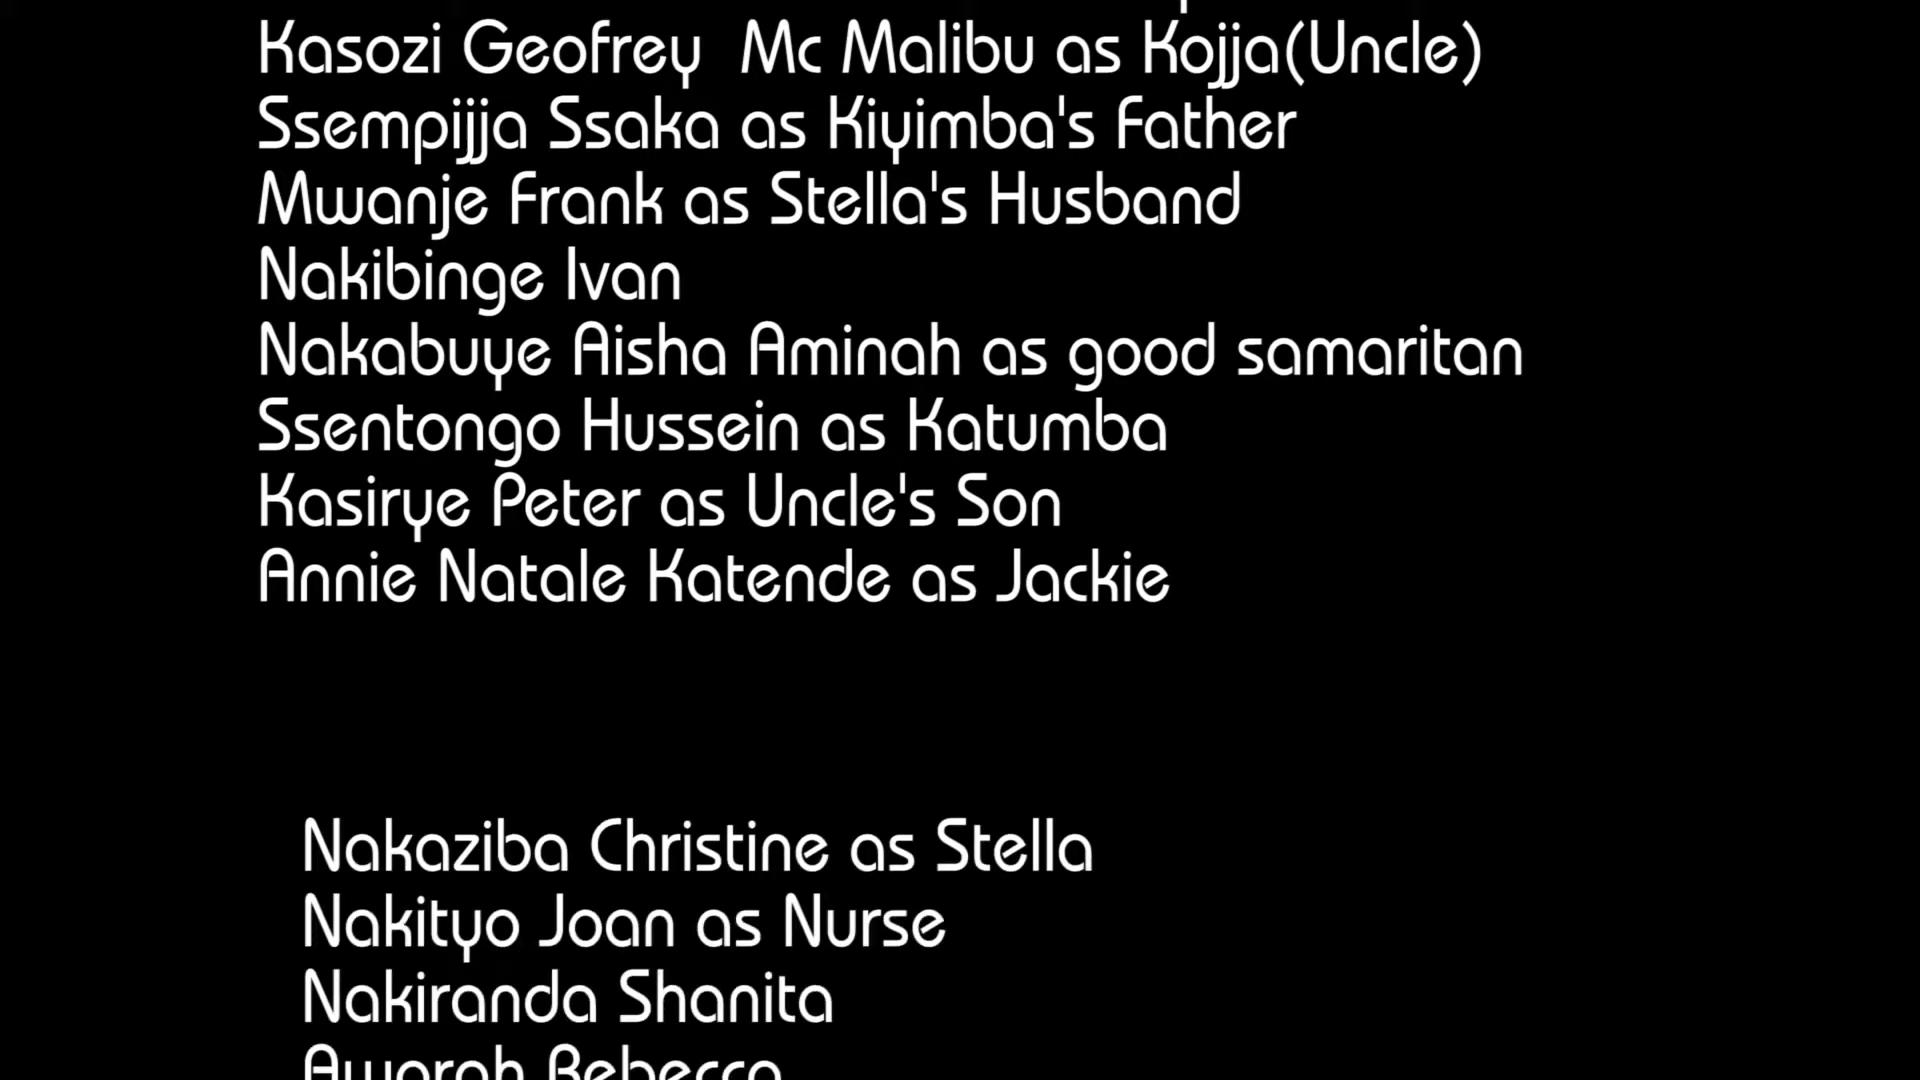 Kasozi Geofrey  Mc Malibu as Kojja(Uncle)
Ssempijja Ssaka as Kiyimba's Father
Mwanje Frank as Stella's Husband
Nakibinge Ivan
Nakabuye Aisha Aminah as good samaritan
Ssentongo Hussein as Katumba
Kasirye Peter as Uncle's Son
Annie Natale Katende as Jackie
Nakaziba Christine as Stella
Nakityo Joan as Nurse
Nakiranda Shanita
Rebecca